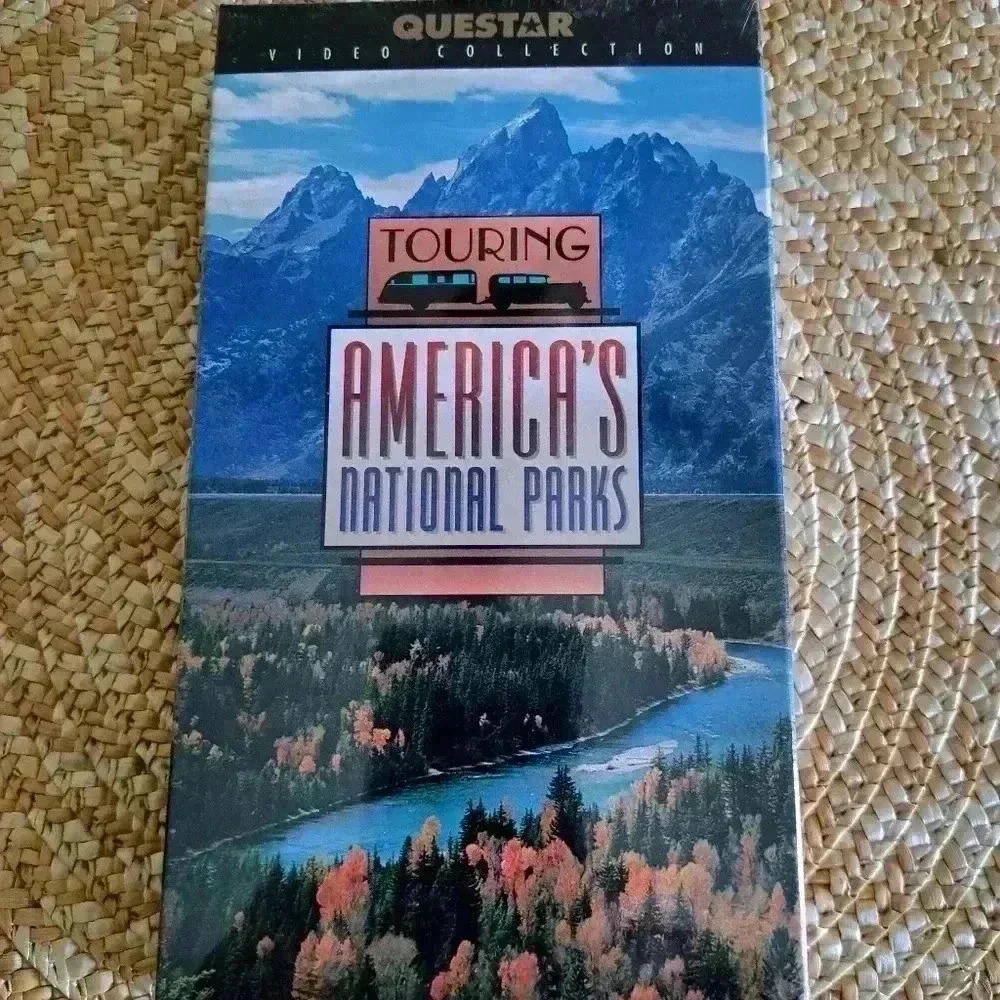 QUESTAR
VIDEO COLLECTION
TOURING
AMERICA'S
NATIONAL PARKS